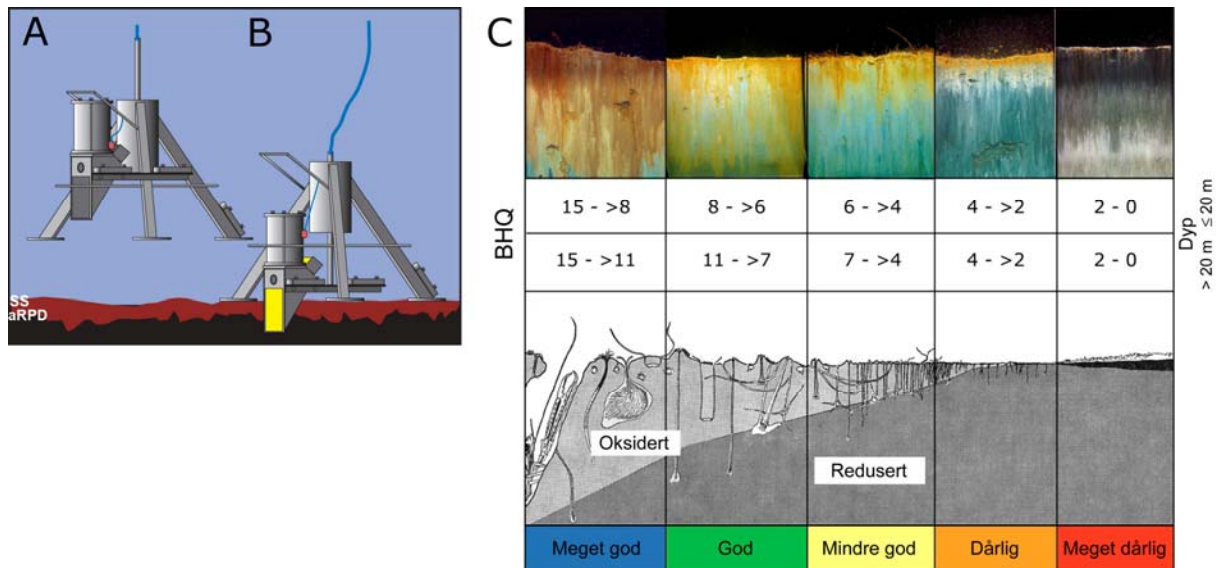 A
B
SS
aRPD
C
BHQ
15 - >8
8 - >6
6 - >4
4 - >2
2 - 0
15 - >11
11 - >7
7 - >4
4 - >2
2 - 0
Dyp
> 20 m ≤ 20 m
Oksidert
Redusert
Meget god
God
Mindre god
Dårlig
Meget dårlig